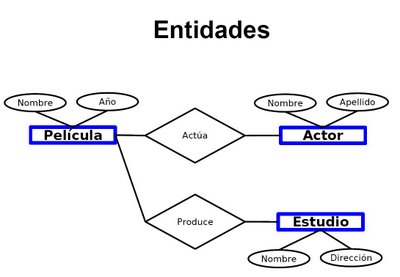 Entidades
Nombre Año Nombre Apellido
Película Actúa Actor
Produce Estudio
Nombre Dirección